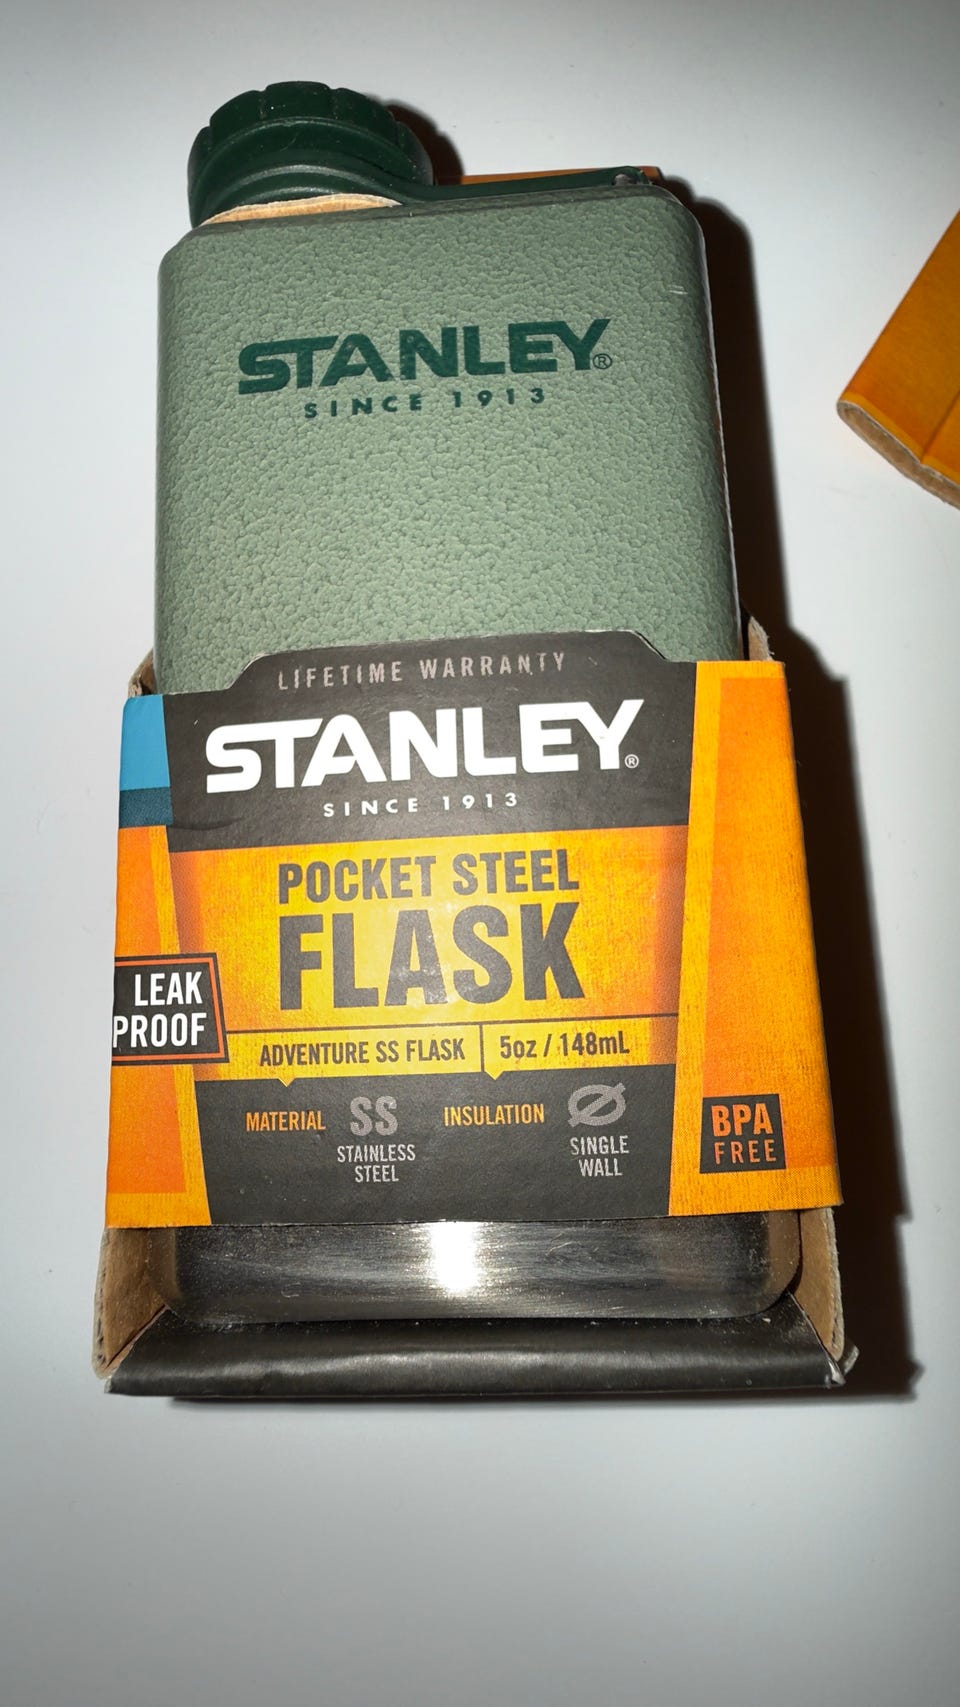 STANLEY®
SINCE 1913
LIFETIME WARRANTY
STANLEY®
SINCE 1913
POCKET STEEL
FLASK
LEAK
PROOF
ADVENTURE SS FLASK
5oz / 148mL
MATERIAL
SS
STAINLESS
STEEL
INSULATION
SINGLE
WALL
BPA
FREE